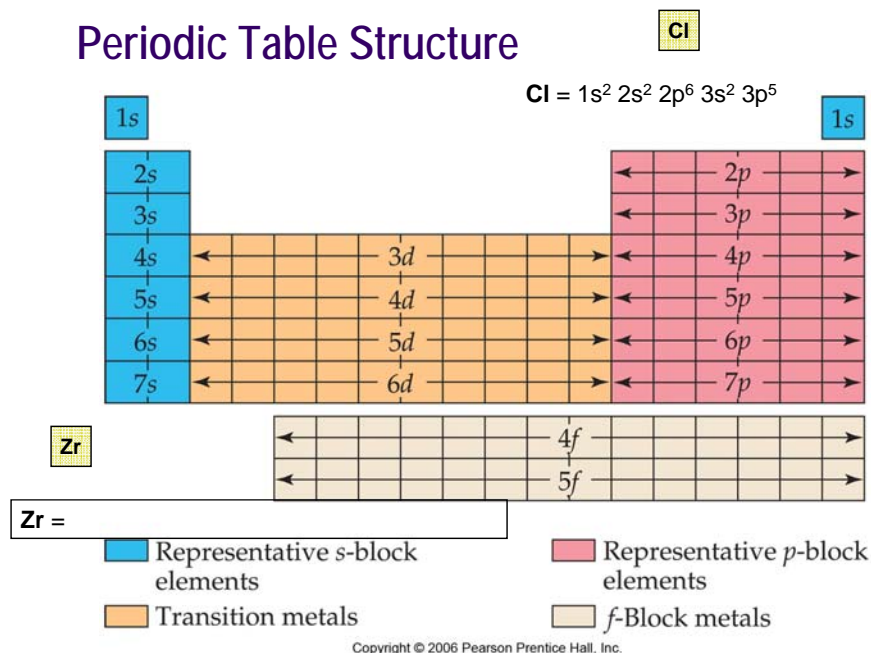 Periodic Table Structure
Cl
Cl = 1s² 2s² 2p⁶ 3s² 3p⁵
1s 1s
2s 2p
3s 3p
4s 3d 4p
5s 4d 5p
6s 5d 6p
7s 6d 7p
Zr
4f
5f
Zr =
Representative s-block
elements
Representative p-block
elements
Transition metals
f-Block metals
Copyright © 2006 Pearson Prentice Hall, Inc.